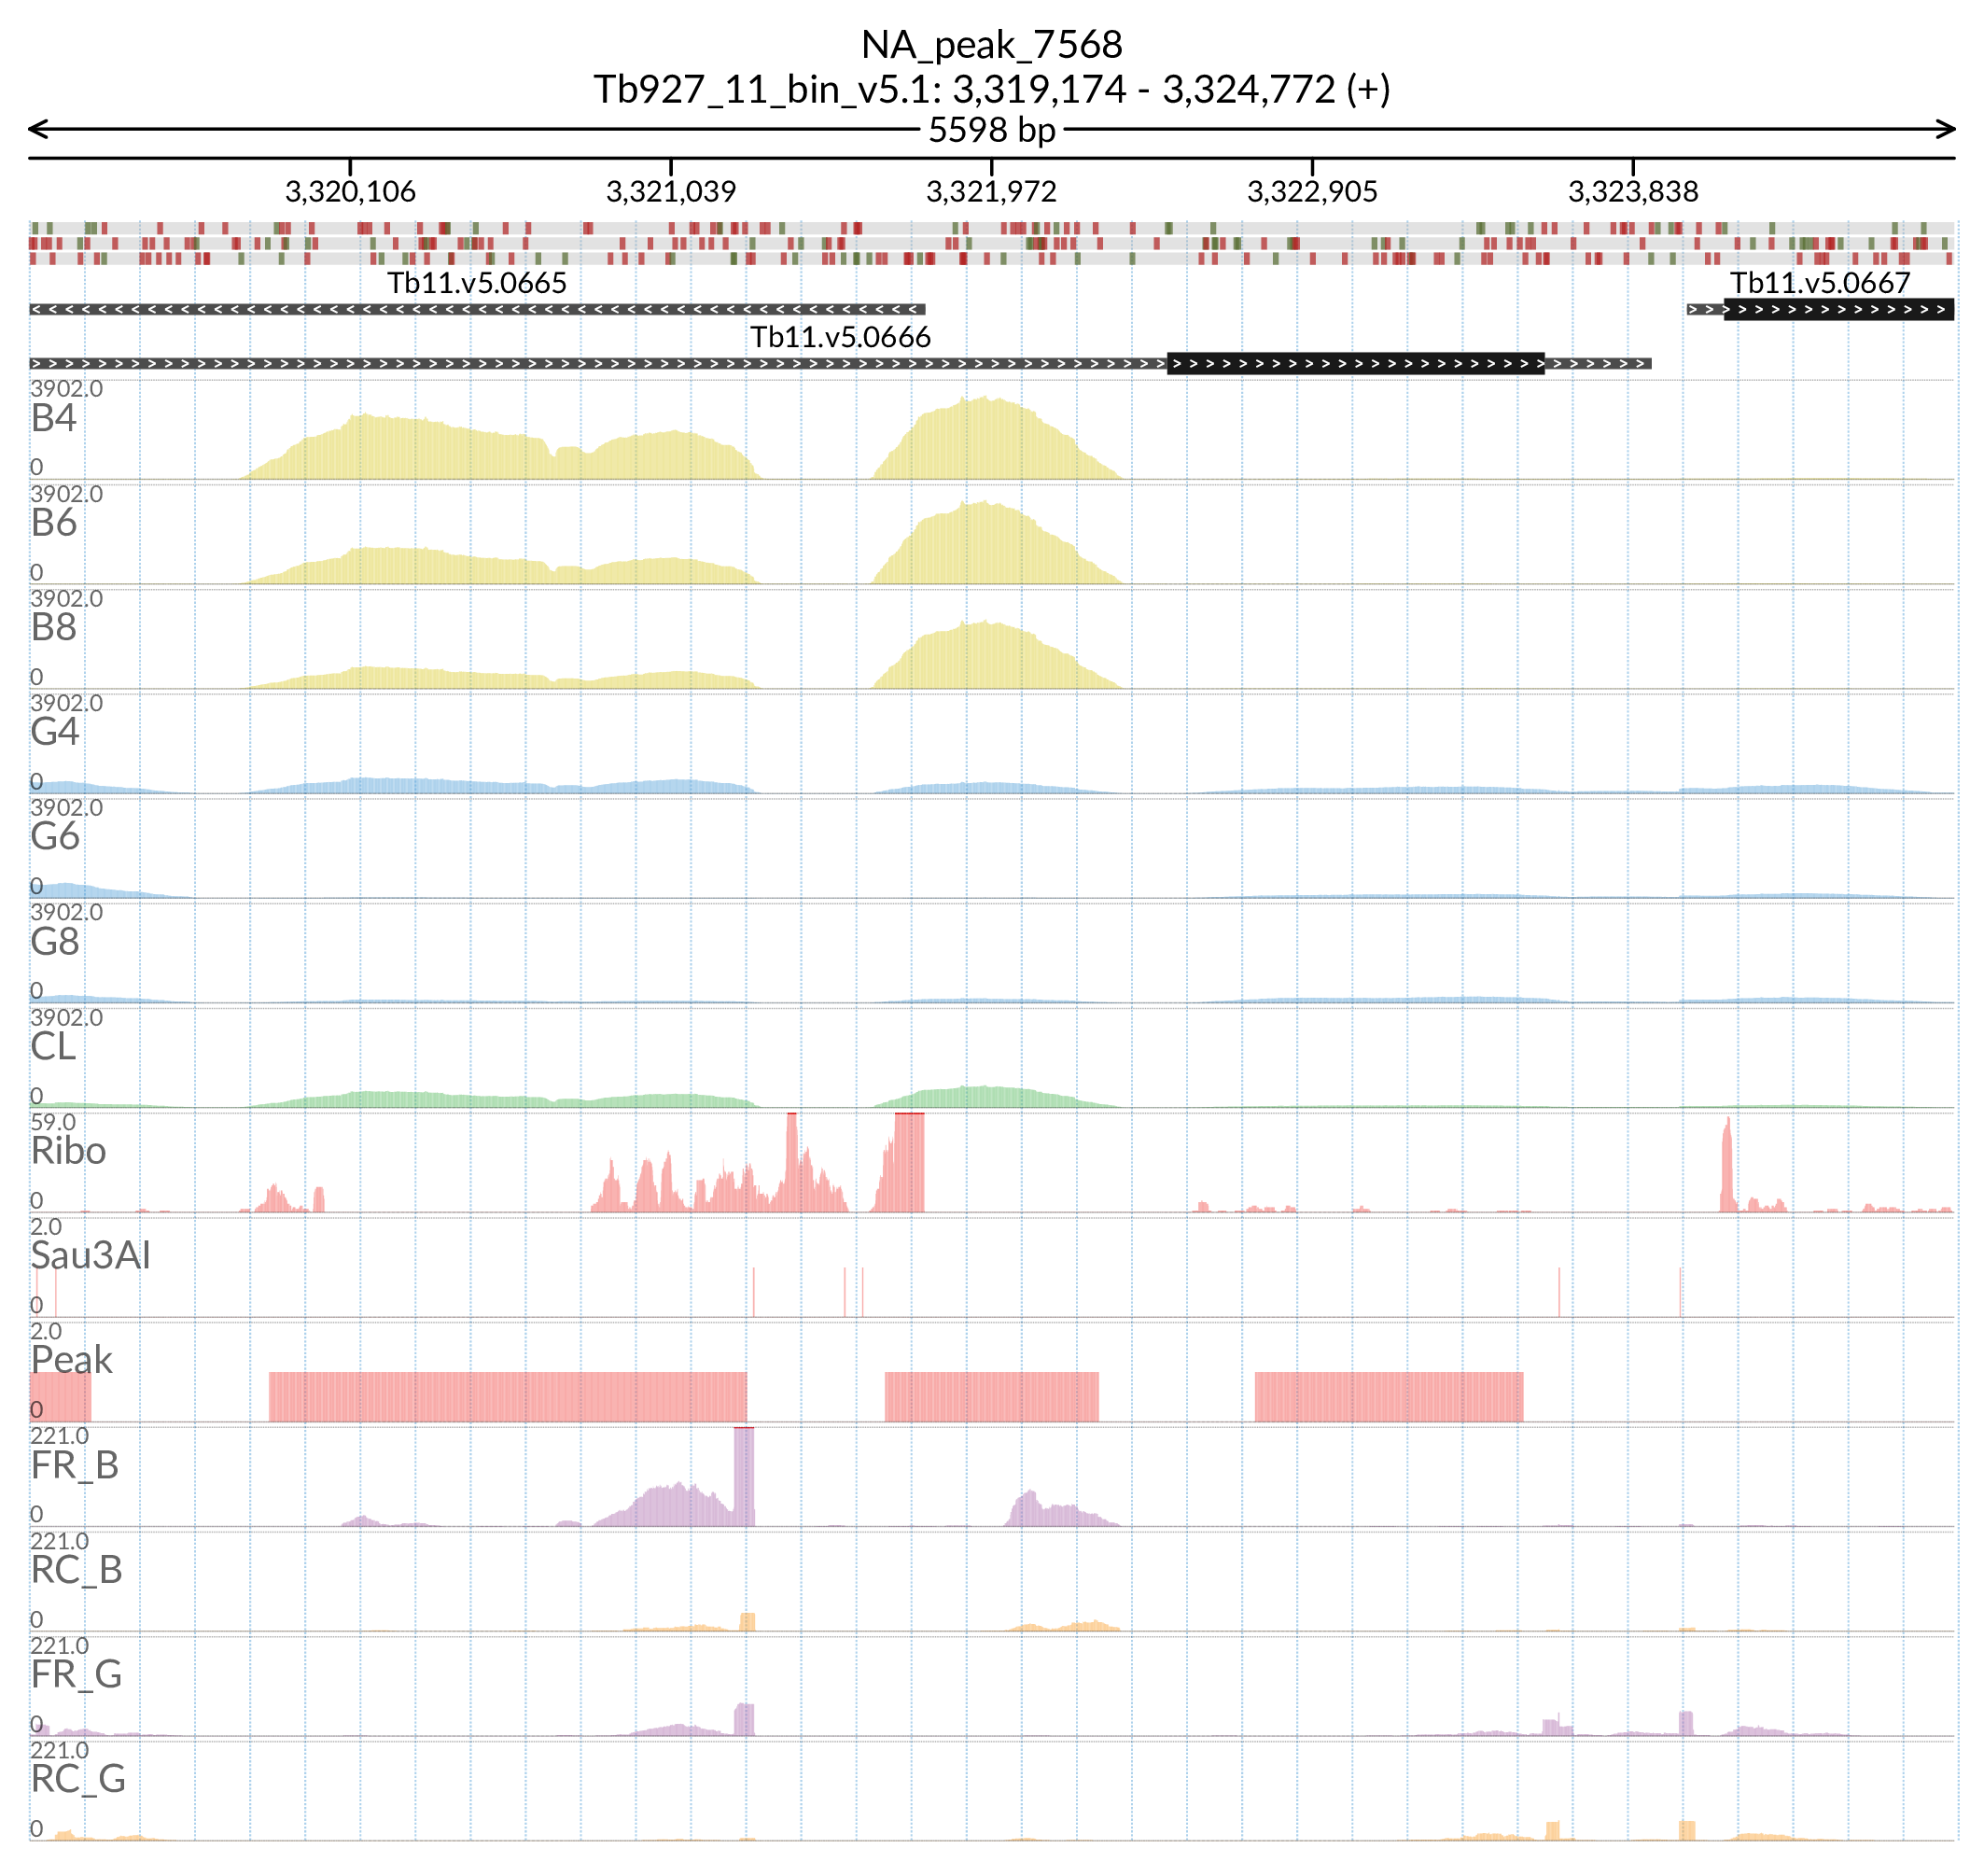 NA_peak_7568
Tb927_11_bin_v5.1: 3,319,174 - 3,324,772 (+)
5598 bp
3,320,106 3,321,039 3,321,972 3,322,905 3,323,838
Tb11.v5.0665 Tb11.v5.0667
Tb11.v5.0666
3902.0
B4
0
3902.0
B6
0
3902.0
B8
0
3902.0
G4
0
3902.0
G6
0
3902.0
G8
0
3902.0
CL
0
59.0
Ribo
0
2.0
Sau3AI
0
2.0
Peak
0
221.0
FR_B
0
221.0
RC_B
0
221.0
FR_G
0
221.0
RC_G
0